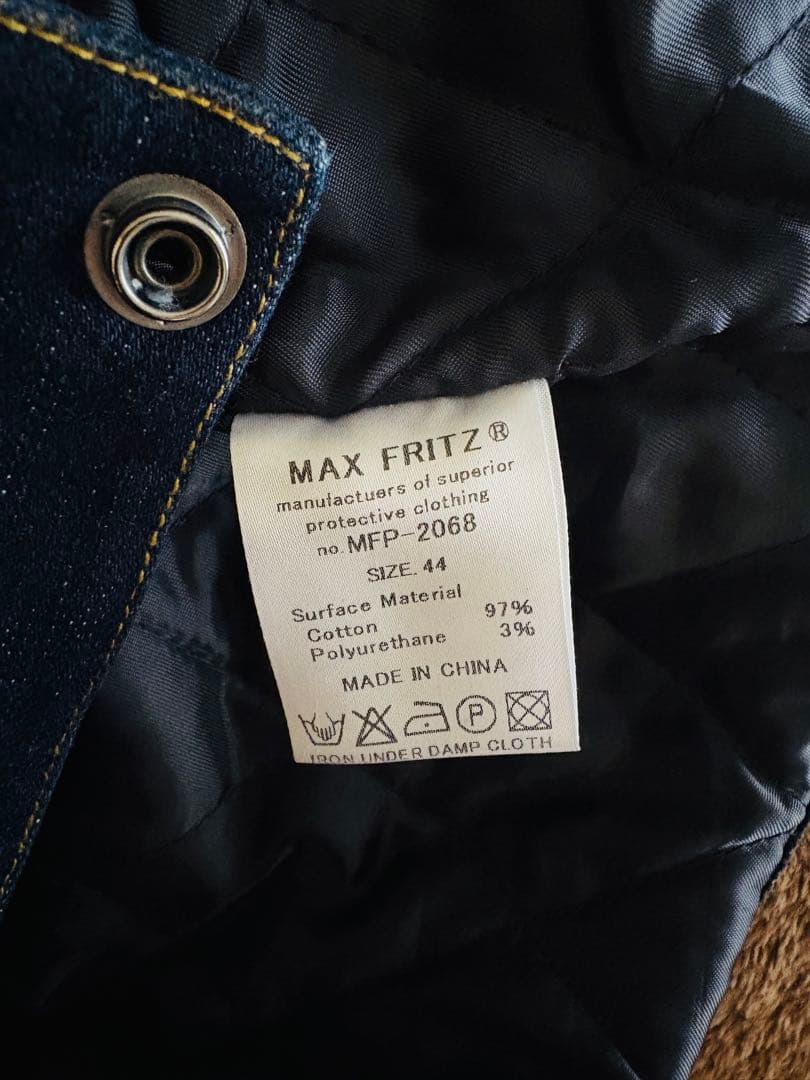 MAX FRITZ®
manufactuers of superior
protective clothing
no.MFP-2068
SIZE.44
Surface Material
Cotton 97%
Polyurethane 3%
MADE IN CHINA
P
IRON UNDER DAMP CLOTH